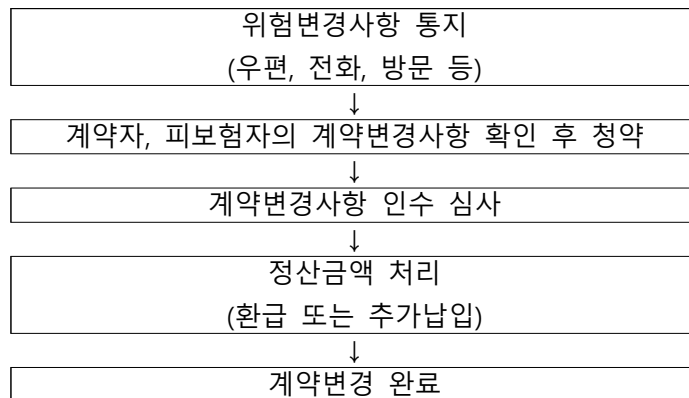 위험변경사항 통지
(우편, 전화, 방문 등)
↓
계약자, 피보험자의 계약변경사항 확인 후 청약
↓
계약변경사항 인수 심사
↓
정산금액 처리
(환급 또는 추가납입)
↓
계약변경 완료